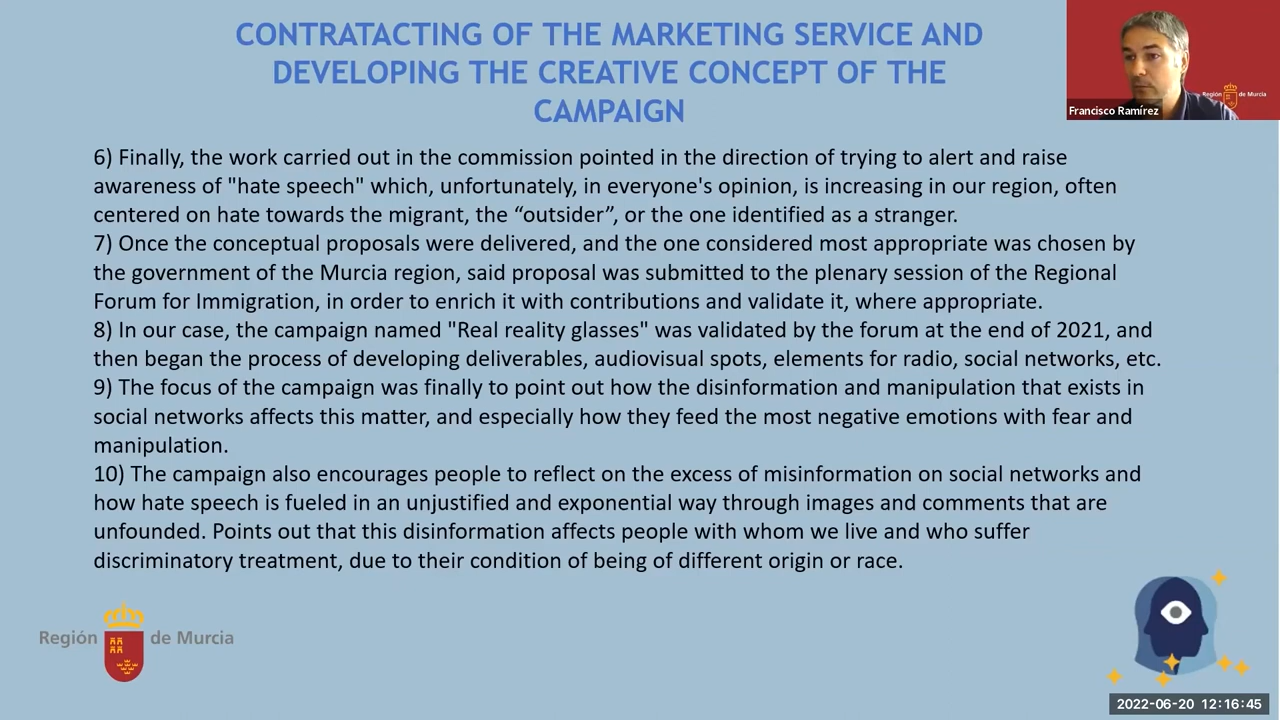 CONTRATACTING OF THE MARKETING SERVICE AND
DEVELOPING THE CREATIVE CONCEPT OF THE
CAMPAIGN
Región de Murcia
Francisco Ramírez
6) Finally, the work carried out in the commission pointed in the direction of trying to alert and raise
awareness of "hate speech" which, unfortunately, in everyone's opinion, is increasing in our region, often
centered on hate towards the migrant, the “outsider”, or the one identified as a stranger.
7) Once the conceptual proposals were delivered, and the one considered most appropriate was chosen by
the government of the Murcia region, said proposal was submitted to the plenary session of the Regional
Forum for Immigration, in order to enrich it with contributions and validate it, where appropriate.
8) In our case, the campaign named "Real reality glasses" was validated by the forum at the end of 2021, and
then began the process of developing deliverables, audiovisual spots, elements for radio, social networks, etc.
9) The focus of the campaign was finally to point out how the disinformation and manipulation that exists in
social networks affects this matter, and especially how they feed the most negative emotions with fear and
manipulation.
10) The campaign also encourages people to reflect on the excess of misinformation on social networks and
how hate speech is fueled in an unjustified and exponential way through images and comments that are
unfounded. Points out that this disinformation affects people with whom we live and who suffer
discriminatory treatment, due to their condition of being of different origin or race.
Región de Murcia
2022-06-20 12:16:45